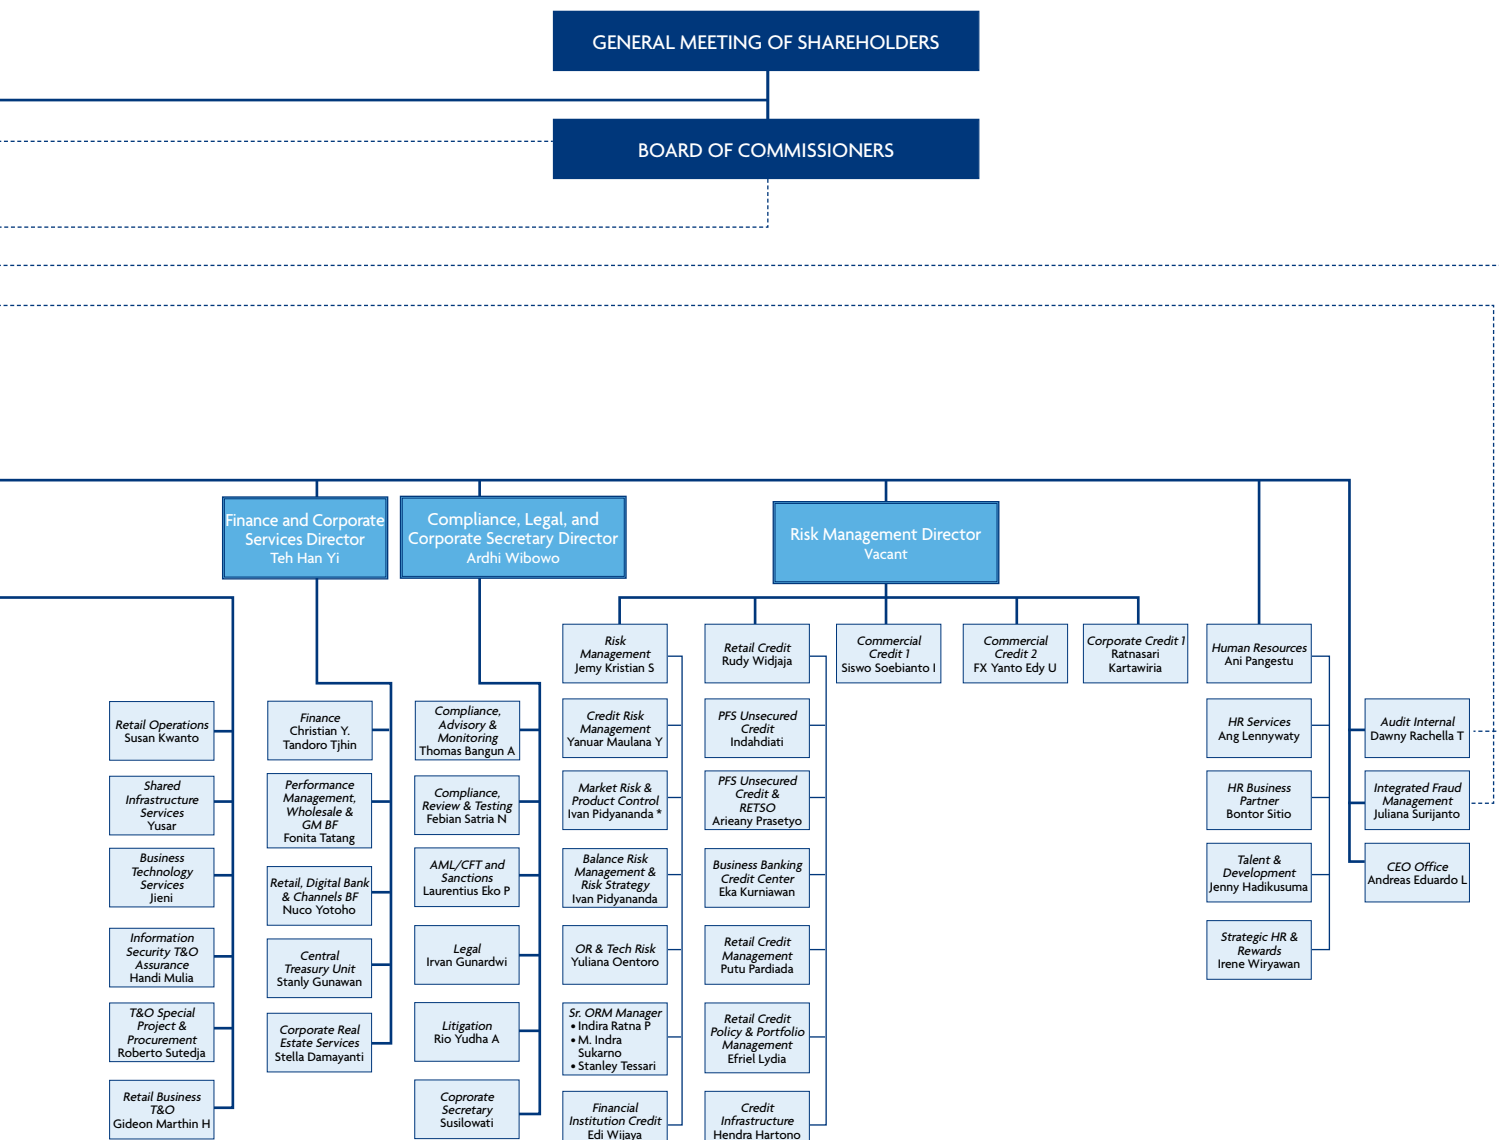 GENERAL MEETING OF SHAREHOLDERS
BOARD OF COMMISSIONERS
Finance and Corporate
Services Director
Teh Han Yi
Compliance, Legal, and
Corporate Secretary Director
Ardhi Wibowo
Risk Management Director
Vacant
Retail Operations
Susan Kwanto
Shared
Infrastructure
Services
Yusar
Business
Technology
Services
Jieni
Information
Security T&O
Assurance
Handi Mulia
T&O Special
Project &
Procurement
Roberto Sutedja
Retail Business
T&O
Gideon Marthin H
Finance
Christian Y.
Tandoro Tjhin
Performance
Management,
Wholesale &
GM BF
Fonita Tatang
Retail, Digital Bank
& Channels BF
Nuco Yotoho
Central
Treasury Unit
Stanly Gunawan
Corporate Real
Estate Services
Stella Damayanti
Compliance,
Advisory &
Monitoring
Thomas Bangun A
Compliance,
Review & Testing
Febian Satria N
AML/CFT and
Sanctions
Laurentius Eko P
Legal
Irvan Gunardwi
Litigation
Rio Yudha A
Coprorate
Secretary
Susilowati
Risk
Management
Jemy Kristian S
Credit Risk
Management
Yanuar Maulana Y
Market Risk &
Product Control
Ivan Pidyananda *
Balance Risk
Management &
Risk Strategy
Ivan Pidyananda
OR & Tech Risk
Yuliana Oentoro
Sr. ORM Manager
• Indira Ratna P
• M. Indra
Sukarno
• Stanley Tessari
Financial
Institution Credit
Edi Wijaya
Retail Credit
Rudy Widjaja
PFS Unsecured
Credit
Indahdiati
PFS Unsecured
Credit &
RETSO
Arieany Prasetyo
Business Banking
Credit Center
Eka Kurniawan
Retail Credit
Management
Putu Pardiada
Retail Credit
Policy & Portfolio
Management
Efriel Lydia
Credit
Infrastructure
Hendra Hartono
Commercial
Credit 1
Siswo Soebianto I
Commercial
Credit 2
FX Yanto Edy U
Corporate Credit 1
Ratnasari
Kartawiria
Human Resources
Ani Pangestu
HR Services
Ang Lennywaty
HR Business
Partner
Bontor Sitio
Talent &
Development
Jenny Hadikusuma
Strategic HR &
Rewards
Irene Wiryawan
Audit Internal
Dawny Rachella T
Integrated Fraud
Management
Juliana Surijanto
CEO Office
Andreas Eduardo L